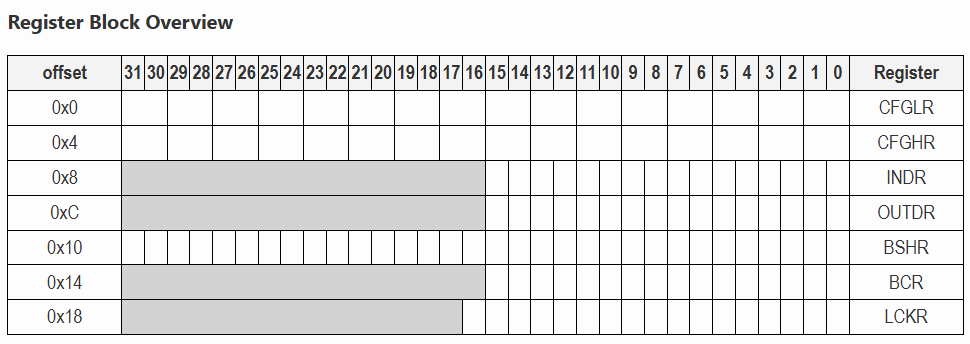 Register Block Overview
offset 31 30 29 28 27 26 25 24 23 22 21 20 19 18 17 16 15 14 13 12 11 10 9 8 7 6 5 4 3 2 1 0 Register
0x0 CFGLR
0x4 CFGHR
0x8 INDR
0xC OUTDR
0x10 BSHR
0x14 BCR
0x18 LCKR